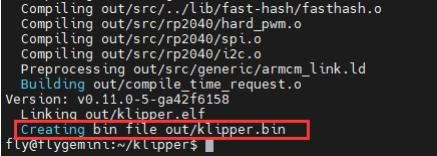 Compiling out/src/../lib/fast-hash/fasthash.o
Compiling out/src/rp2040/hard_pwm.o
Compiling out/src/rp2040/spi.o
Compiling out/src/rp2040/i2c.o
Preprocessing out/src/generic/armcm_link.ld
Building out/compile_time_request.o
Version: v0.11.0-5-ga42f6158
Linking out/klipper.elf
Creating bin file out/klipper.bin
fly@flygemini:~/klipper$